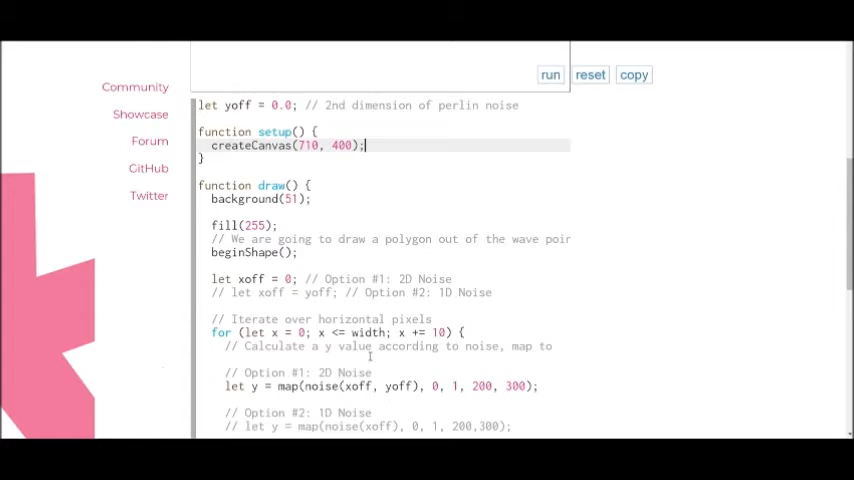 run reset copy
Community
Showcase
Forum
GitHub
Twitter
let yoff = 0.0; // 2nd dimension of perlin noise
function setup() {
createCanvas(710, 400);
}
function draw() {
background(51);
fill(255);
// We are going to draw a polygon out of the wave poin
beginShape();
let xoff = 0; // Option #1: 2D Noise
// let xoff = yoff; // Option #2: 1D Noise
// Iterate over horizontal pixels
for (let x = 0; x <= width; x += 10) {
// Calculate a y value according to noise, map to
// Option #1: 2D Noise
let y = map(noise(xoff, yoff), 0, 1, 200, 300);
// Option #2: 1D Noise
// let y = map(noise(xoff), 0, 1, 200,300);